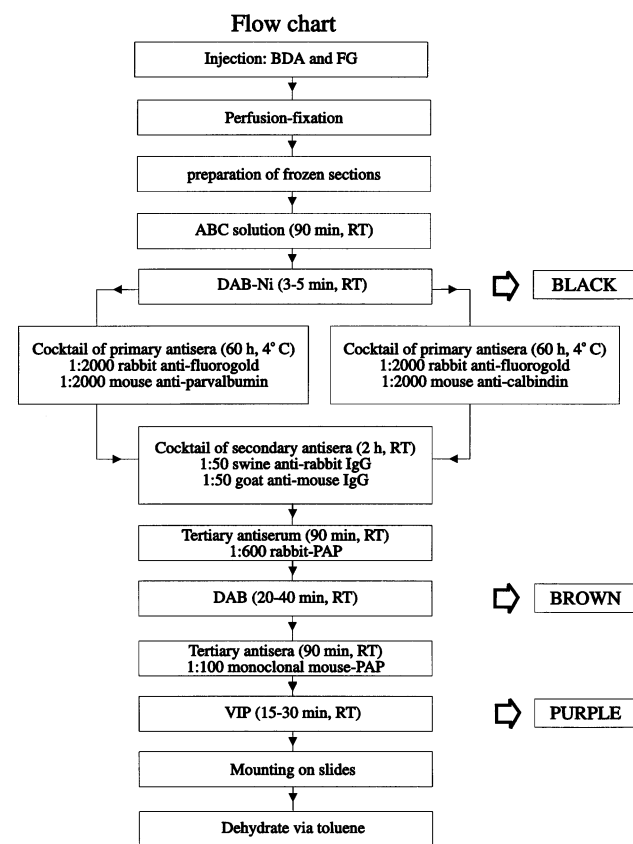 Flow chart
Injection: BDA and FG
Perfusion-fixation
preparation of frozen sections
ABC solution (90 min, RT)
DAB-Ni (3-5 min, RT)
BLACK
Cocktail of primary antisera (60 h, 4° C)
1:2000 rabbit anti-fluorogold
1:2000 mouse anti-parvalbumin
Cocktail of primary antisera (60 h, 4° C)
1:2000 rabbit anti-fluorogold
1:2000 mouse anti-calbindin
Cocktail of secondary antisera (2 h, RT)
1:50 swine anti-rabbit IgG
1:50 goat anti-mouse IgG
Tertiary antiserum (90 min, RT)
1:600 rabbit-PAP
DAB (20-40 min, RT)
BROWN
Tertiary antisera (90 min, RT)
1:100 monoclonal mouse-PAP
VIP (15-30 min, RT)
PURPLE
Mounting on slides
Dehydrate via toluene